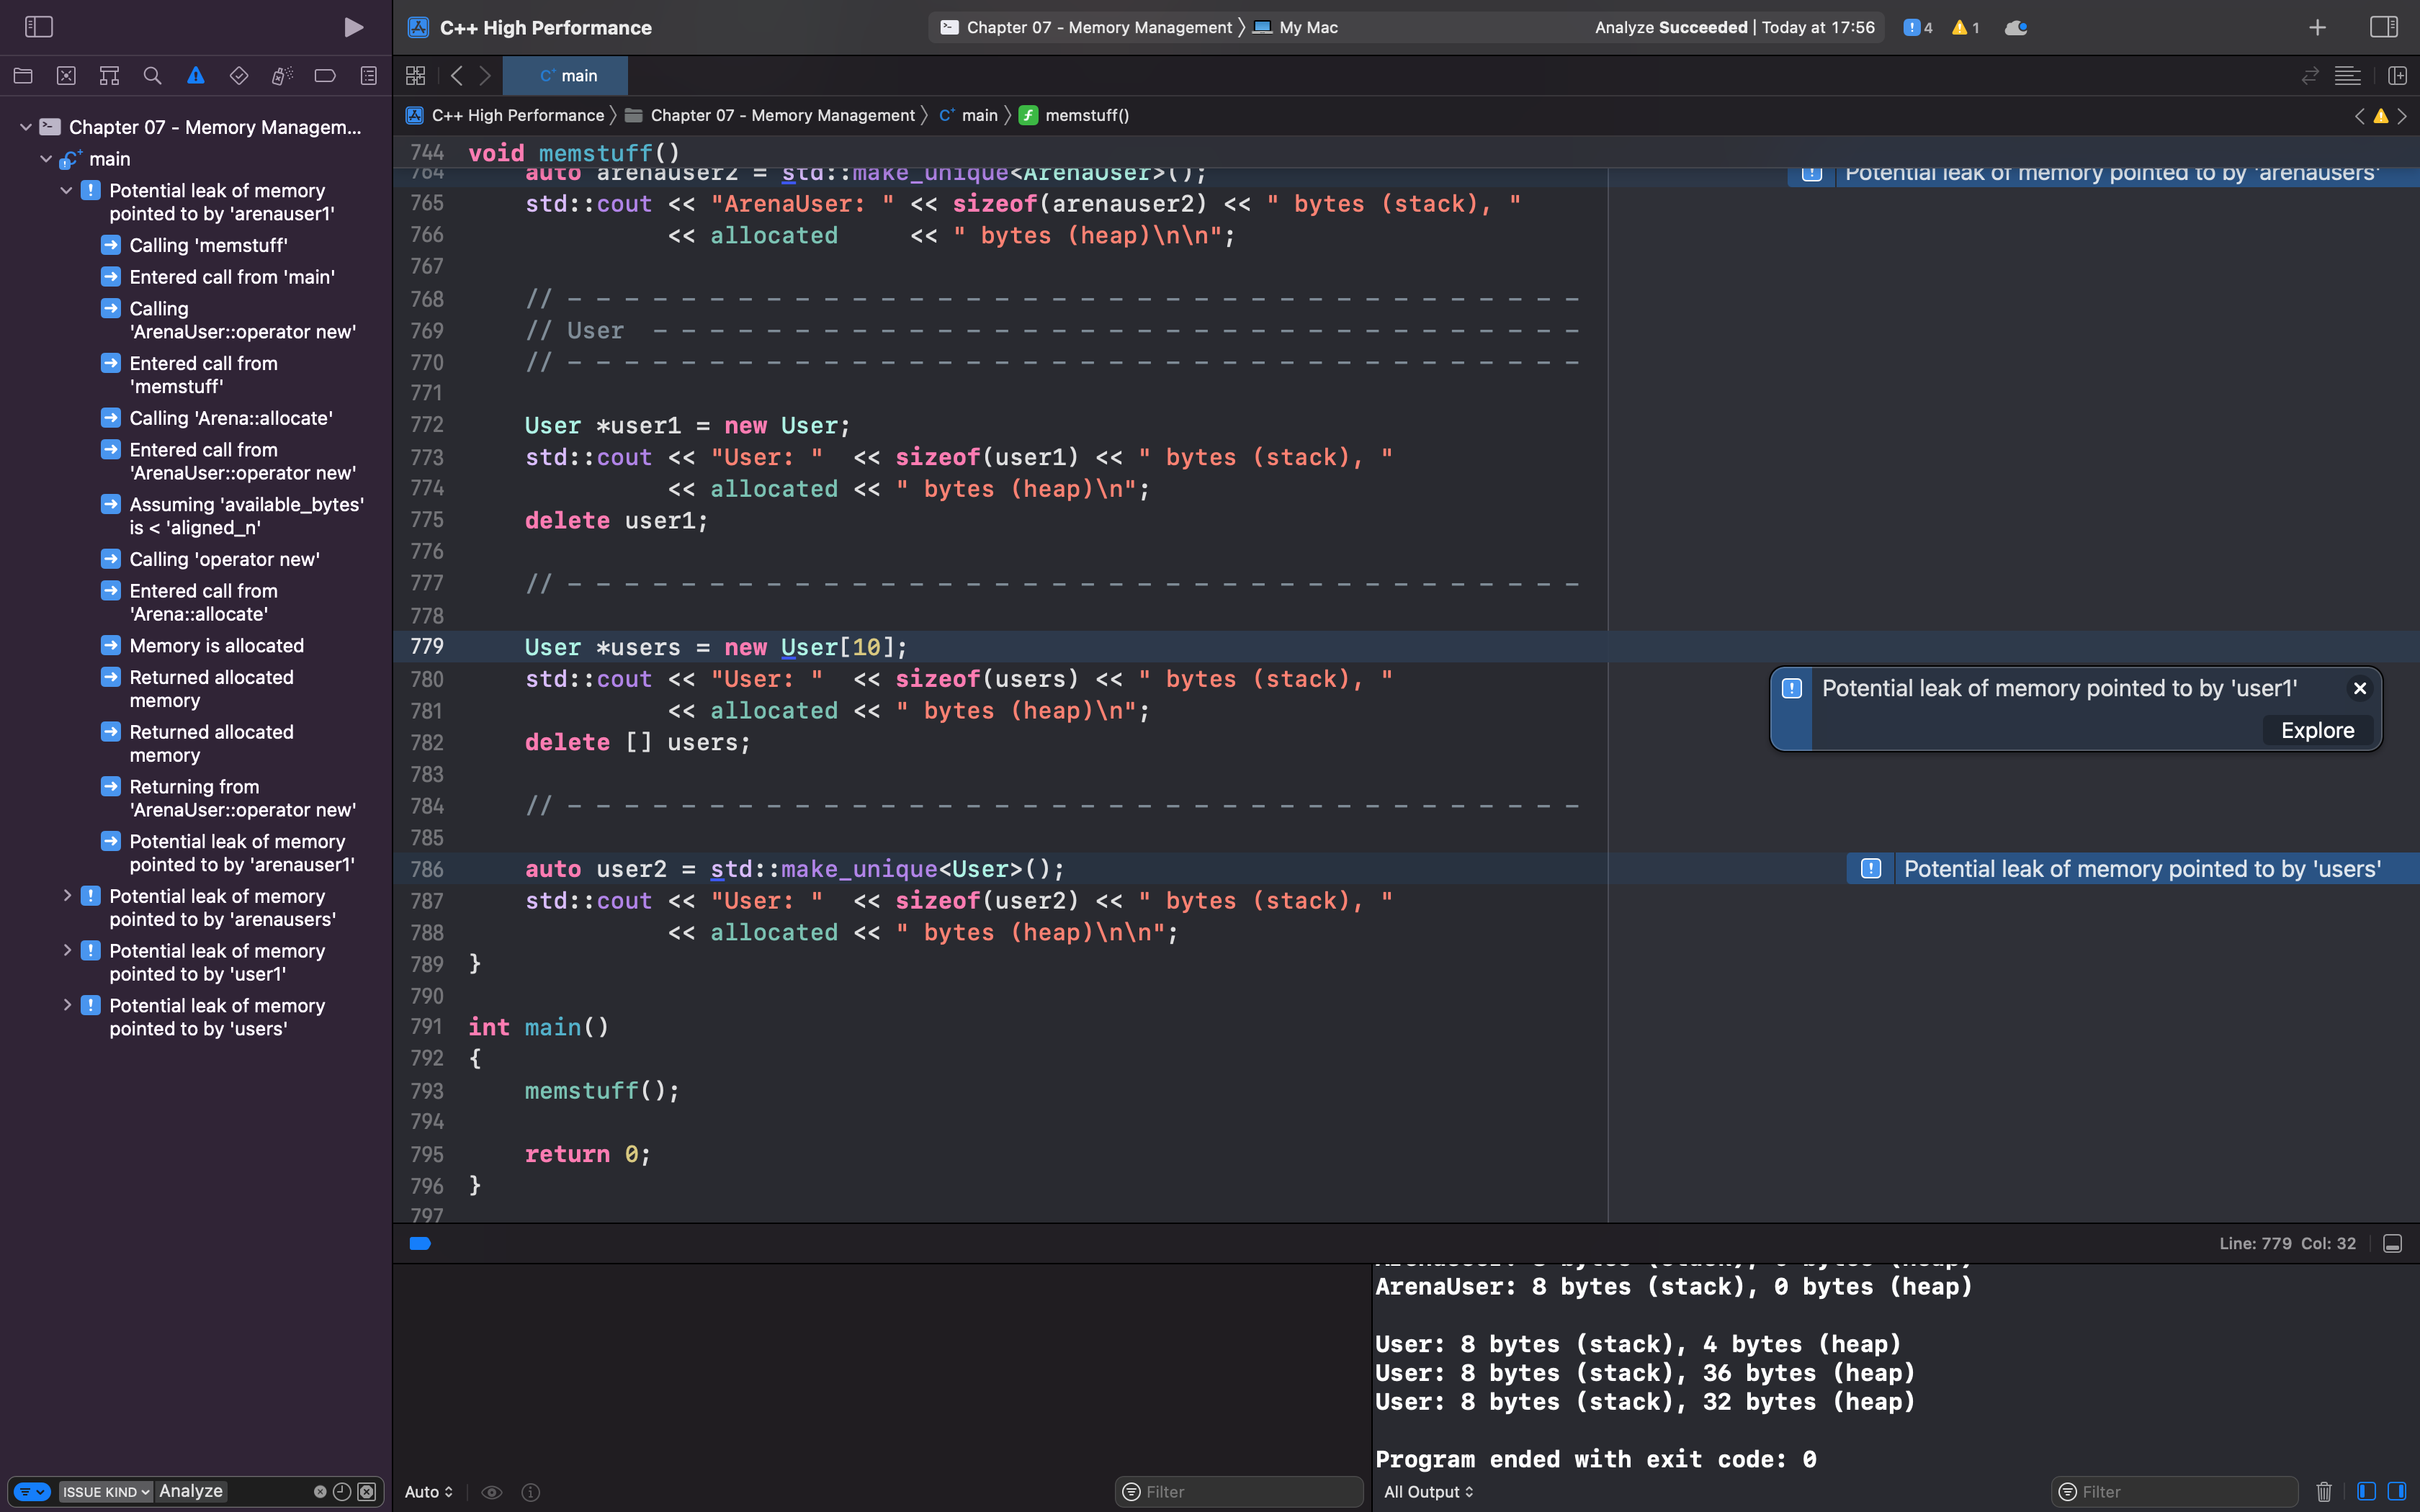 C++ High Performance
Chapter 07 - Memory Management 〉 My Mac
Analyze Succeeded | Today at 17:56
4
1
main
C++ High Performance 〉 Chapter 07 - Memory Management 〉 main 〉 memstuff()
Chapter 07 - Memory Managem...
main
Potential leak of memory
pointed to by 'arenauser1'
Calling 'memstuff'
Entered call from 'main'
Calling
'ArenaUser::operator new'
Entered call from
'memstuff'
Calling 'Arena::allocate'
Entered call from
'ArenaUser::operator new'
Assuming 'available_bytes'
is < 'aligned_n'
Calling 'operator new'
Entered call from
'Arena::allocate'
Memory is allocated
Returned allocated
memory
Returned allocated
memory
Returning from
'ArenaUser::operator new'
Potential leak of memory
pointed to by 'arenauser1'
Potential leak of memory
pointed to by 'arenausers'
Potential leak of memory
pointed to by 'user1'
Potential leak of memory
pointed to by 'users'
ISSUE KIND Analyze
744 void memstuff()
764 auto arenauser2 = std::make_unique<ArenaUser>();
Potential leak of memory pointed to by 'arenausers'
765 std::cout << "ArenaUser: " << sizeof(arenauser2) << " bytes (stack), "
766 << allocated << " bytes (heap)\n\n";
767
768 // - - - - - - - - - - - - - - - - - - - - - - - - - - - - - - - - - - - -
769 // User - - - - - - - - - - - - - - - - - - - - - - - - - - - - - - - - -
770 // - - - - - - - - - - - - - - - - - - - - - - - - - - - - - - - - - - - -
771
772 User *user1 = new User;
773 std::cout << "User: " << sizeof(user1) << " bytes (stack), "
774 << allocated << " bytes (heap)\n";
775 delete user1;
776
777 // - - - - - - - - - - - - - - - - - - - - - - - - - - - - - - - - - - - -
778
779 User *users = new User[10];
Potential leak of memory pointed to by 'user1'
Explore
780 std::cout << "User: " << sizeof(users) << " bytes (stack), "
781 << allocated << " bytes (heap)\n";
782 delete [] users;
783
784 // - - - - - - - - - - - - - - - - - - - - - - - - - - - - - - - - - - - -
785
786 auto user2 = std::make_unique<User>();
Potential leak of memory pointed to by 'users'
787 std::cout << "User: " << sizeof(user2) << " bytes (stack), "
788 << allocated << " bytes (heap)\n\n";
789 }
790
791 int main()
792 {
793 memstuff();
794
795 return 0;
796 }
797
Line: 779 Col: 32
ArenaUser: 8 bytes (stack), 0 bytes (heap)
ArenaUser: 8 bytes (stack), 0 bytes (heap)
User: 8 bytes (stack), 4 bytes (heap)
User: 8 bytes (stack), 36 bytes (heap)
User: 8 bytes (stack), 32 bytes (heap)
Program ended with exit code: 0
Auto
Filter
All Output
Filter